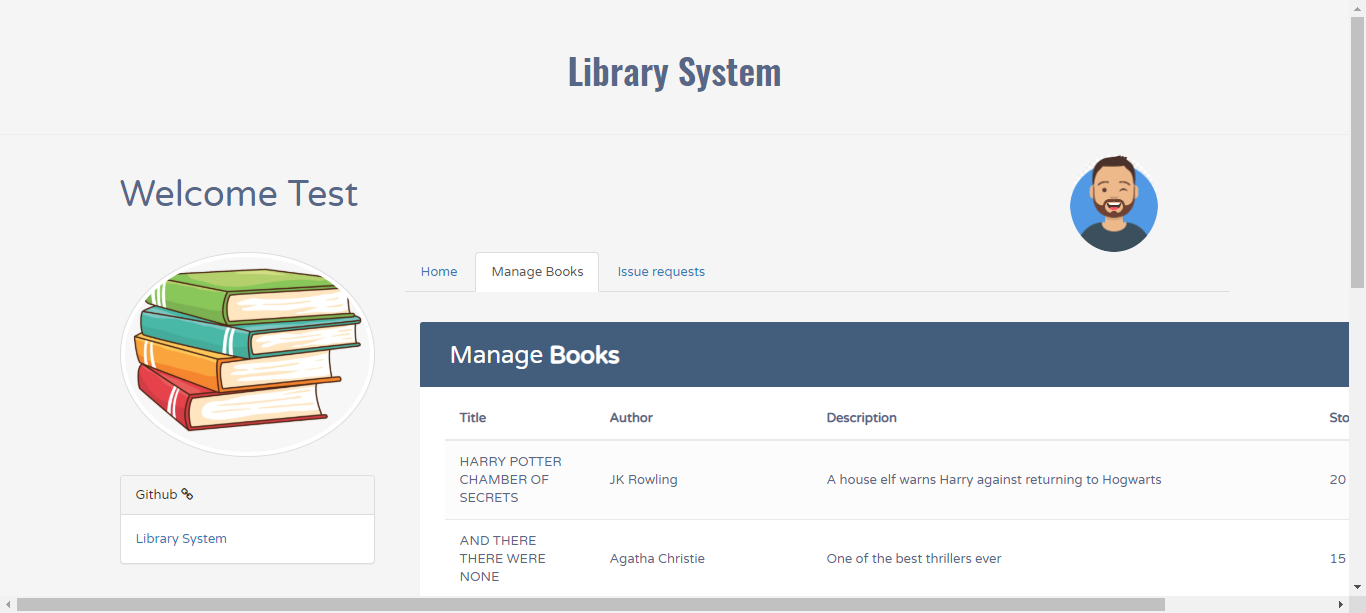 Library System
Welcome Test
Home Manage Books Issue requests
Manage Books
Title Author Description Sto
HARRY POTTER
CHAMBER OF
SECRETS
JK Rowling
A house elf warns Harry against returning to Hogwarts
20
AND THERE
THERE WERE
NONE
Agatha Christie
One of the best thrillers ever
15
Github
Library System